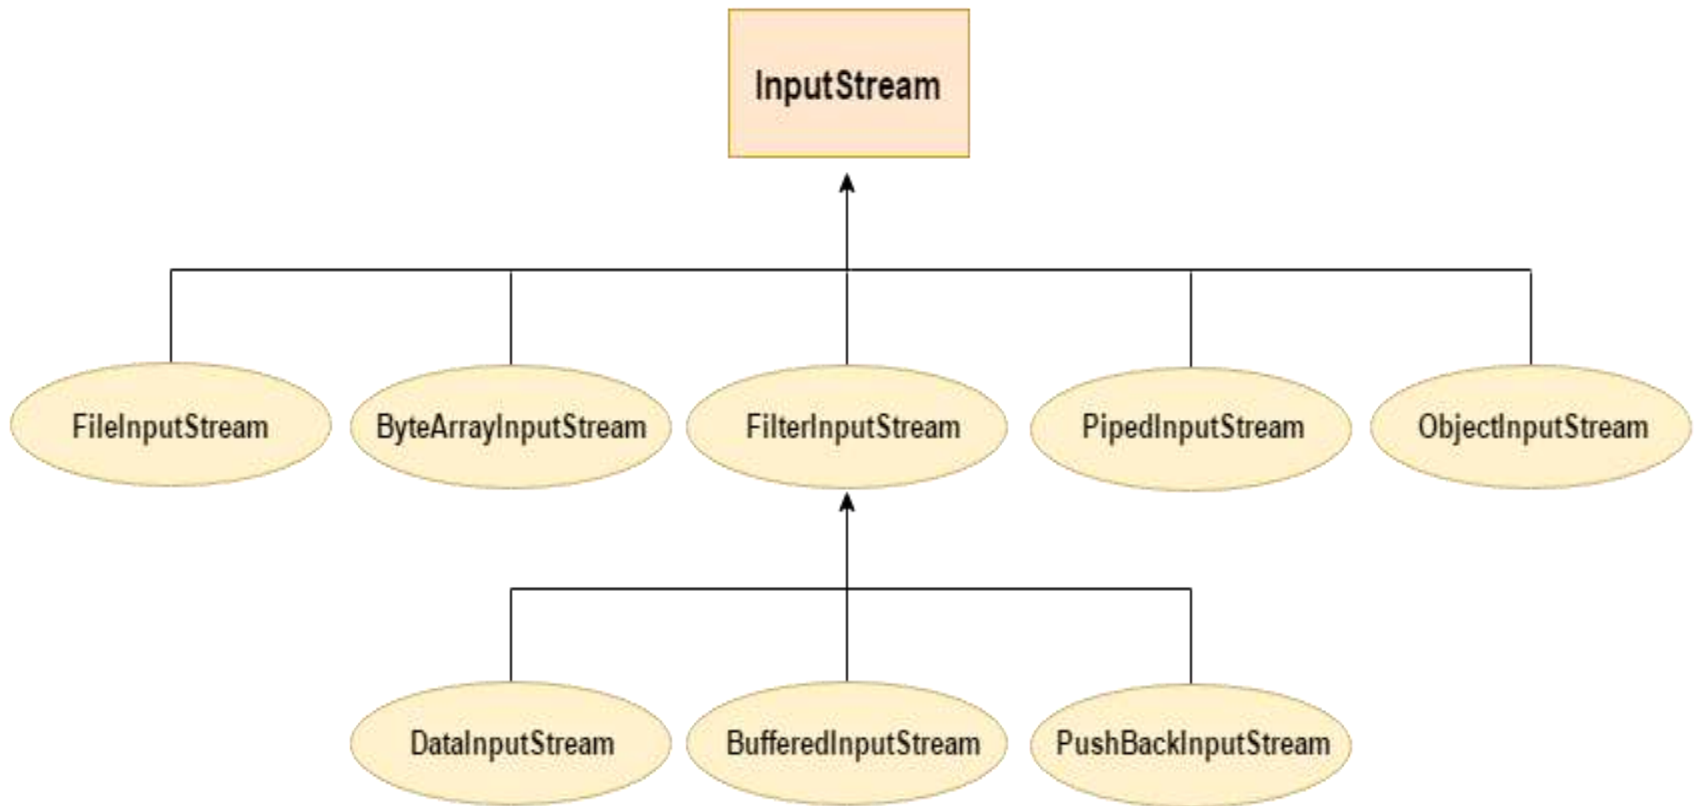 InputStream
FileInputStream
ByteArrayInputStream
FilterInputStream
PipedInputStream
ObjectInputStream
DataInputStream
BufferedInputStream
PushBackInputStream